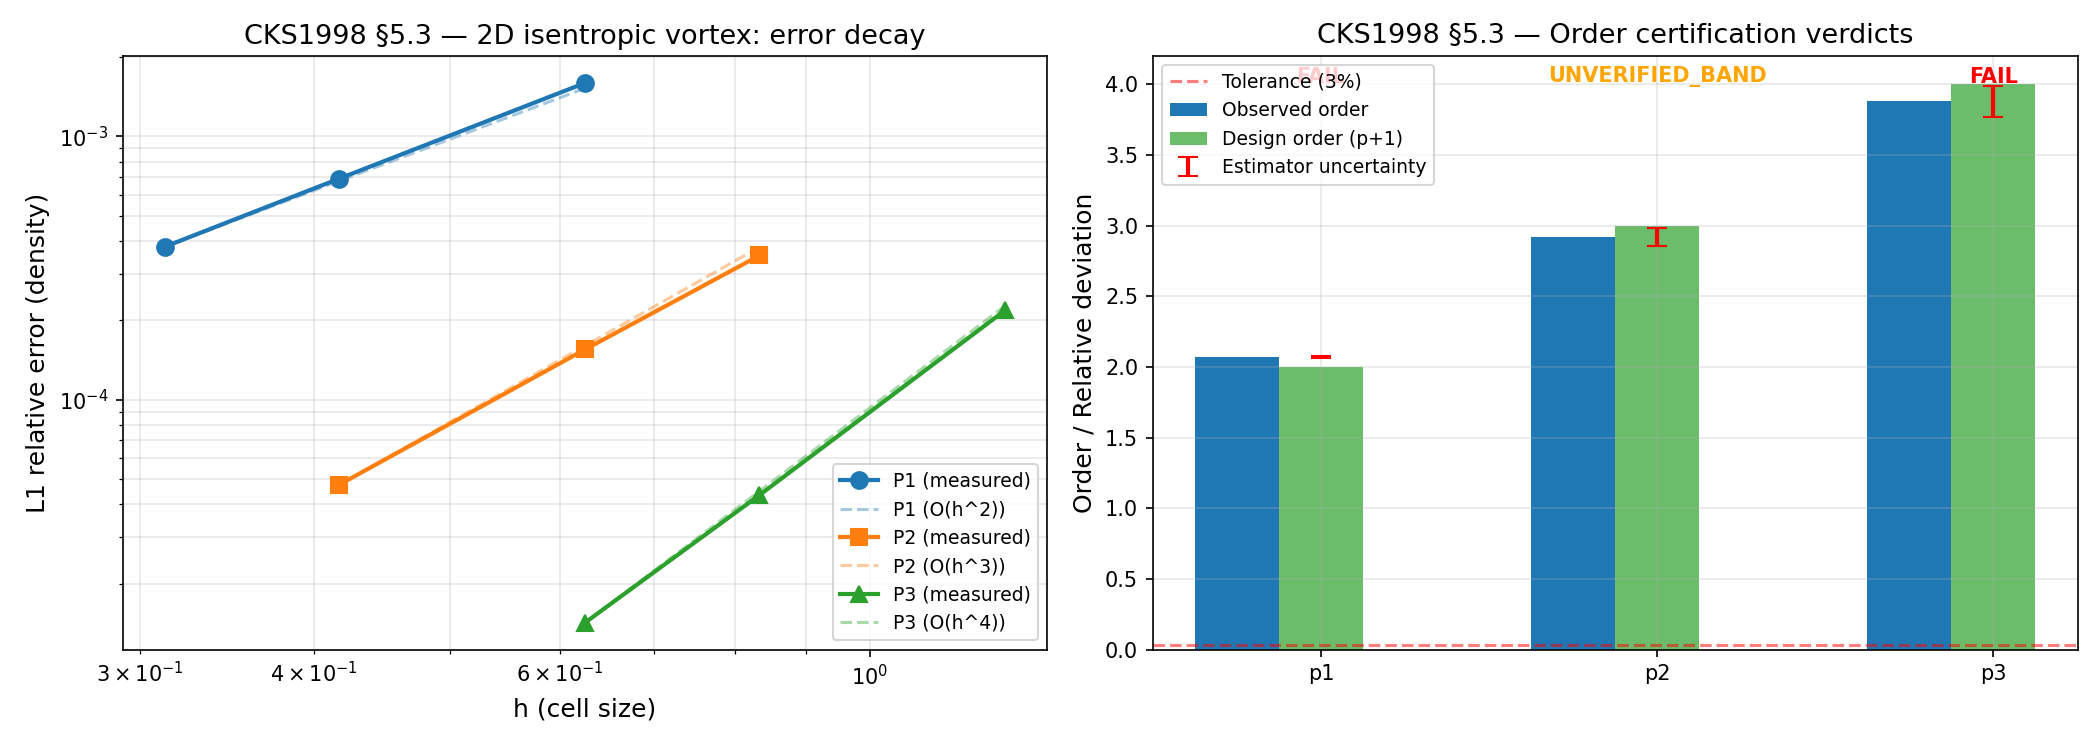 CKS1998 §5.3 — 2D isentropic vortex: error decay
L1 relative error (density)
10⁻³
10⁻⁴
3 × 10⁻¹
4 × 10⁻¹
6 × 10⁻¹
10⁰
h (cell size)
P1 (measured)
P1 (O(h^2))
P2 (measured)
P2 (O(h^3))
P3 (measured)
P3 (O(h^4))
CKS1998 §5.3 — Order certification verdicts
Order / Relative deviation
4.0
3.5
3.0
2.5
2.0
1.5
1.0
0.5
0.0
FAIL
UNVERIFIED_BAND
FAIL
Tolerance (3%)
Observed order
Design order (p+1)
Estimator uncertainty
p1
p2
p3